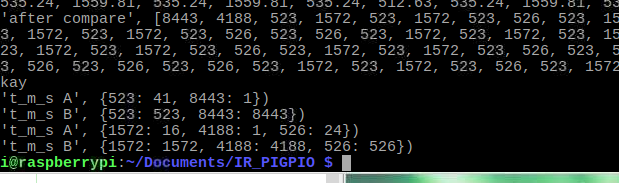 535.24, 1559.81, 535.24, 1559.81, 535.24, 512.63, 535.24, 1559.81, 53
'after compare', [8443, 4188, 523, 1572, 523, 1572, 523, 526, 523, 15
3, 1572, 523, 1572, 523, 526, 523, 526, 523, 1572, 523, 526, 523, 15
23, 1572, 523, 1572, 523, 526, 523, 1572, 523, 1572, 523, 526, 523,
3, 526, 523, 526, 523, 526, 523, 1572, 523, 1572, 523, 526, 523, 1572
kay
't_m_s A', {523: 41, 8443: 1})
't_m_s B', {523: 523, 8443: 8443})
't_m_s A', {1572: 16, 4188: 1, 526: 24})
't_m_s B', {1572: 1572, 4188: 4188, 526: 526})
i@raspberrypi:~/Documents/IR_PIGPIO $